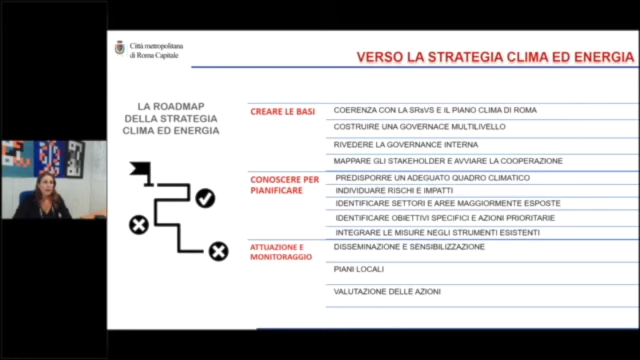 Città metropolitana
di Roma Capitale
VERSO LA STRATEGIA CLIMA ED ENERGIA
LA ROADMAP
DELLA STRATEGIA
CLIMA ED ENERGIA
CREARE LE BASI
COERENZA CON LA SRsVS E IL PIANO CLIMA DI ROMA
COSTRUIRE UNA GOVERNACE MULTILIVELLO
RIVEDERE LA GOVERNANCE INTERNA
MAPPARE GLI STAKEHOLDER E AVVIARE LA COOPERAZIONE
CONOSCERE PER
PIANIFICARE
PREDISPORRE UN ADEGUATO QUADRO CLIMATICO
INDIVIDUARE RISCHI E IMPATTI
IDENTIFICARE SETTORI E AREE MAGGIORMENTE ESPOSTE
IDENTIFICARE OBIETTIVI SPECIFICI E AZIONI PRIORITARIE
INTEGRARE LE MISURE NEGLI STRUMENTI ESISTENTI
ATTUAZIONE E
MONITORAGGIO
DISSEMINAZIONE E SENSIBILIZZAZIONE
PIANI LOCALI
VALUTAZIONE DELLE AZIONI